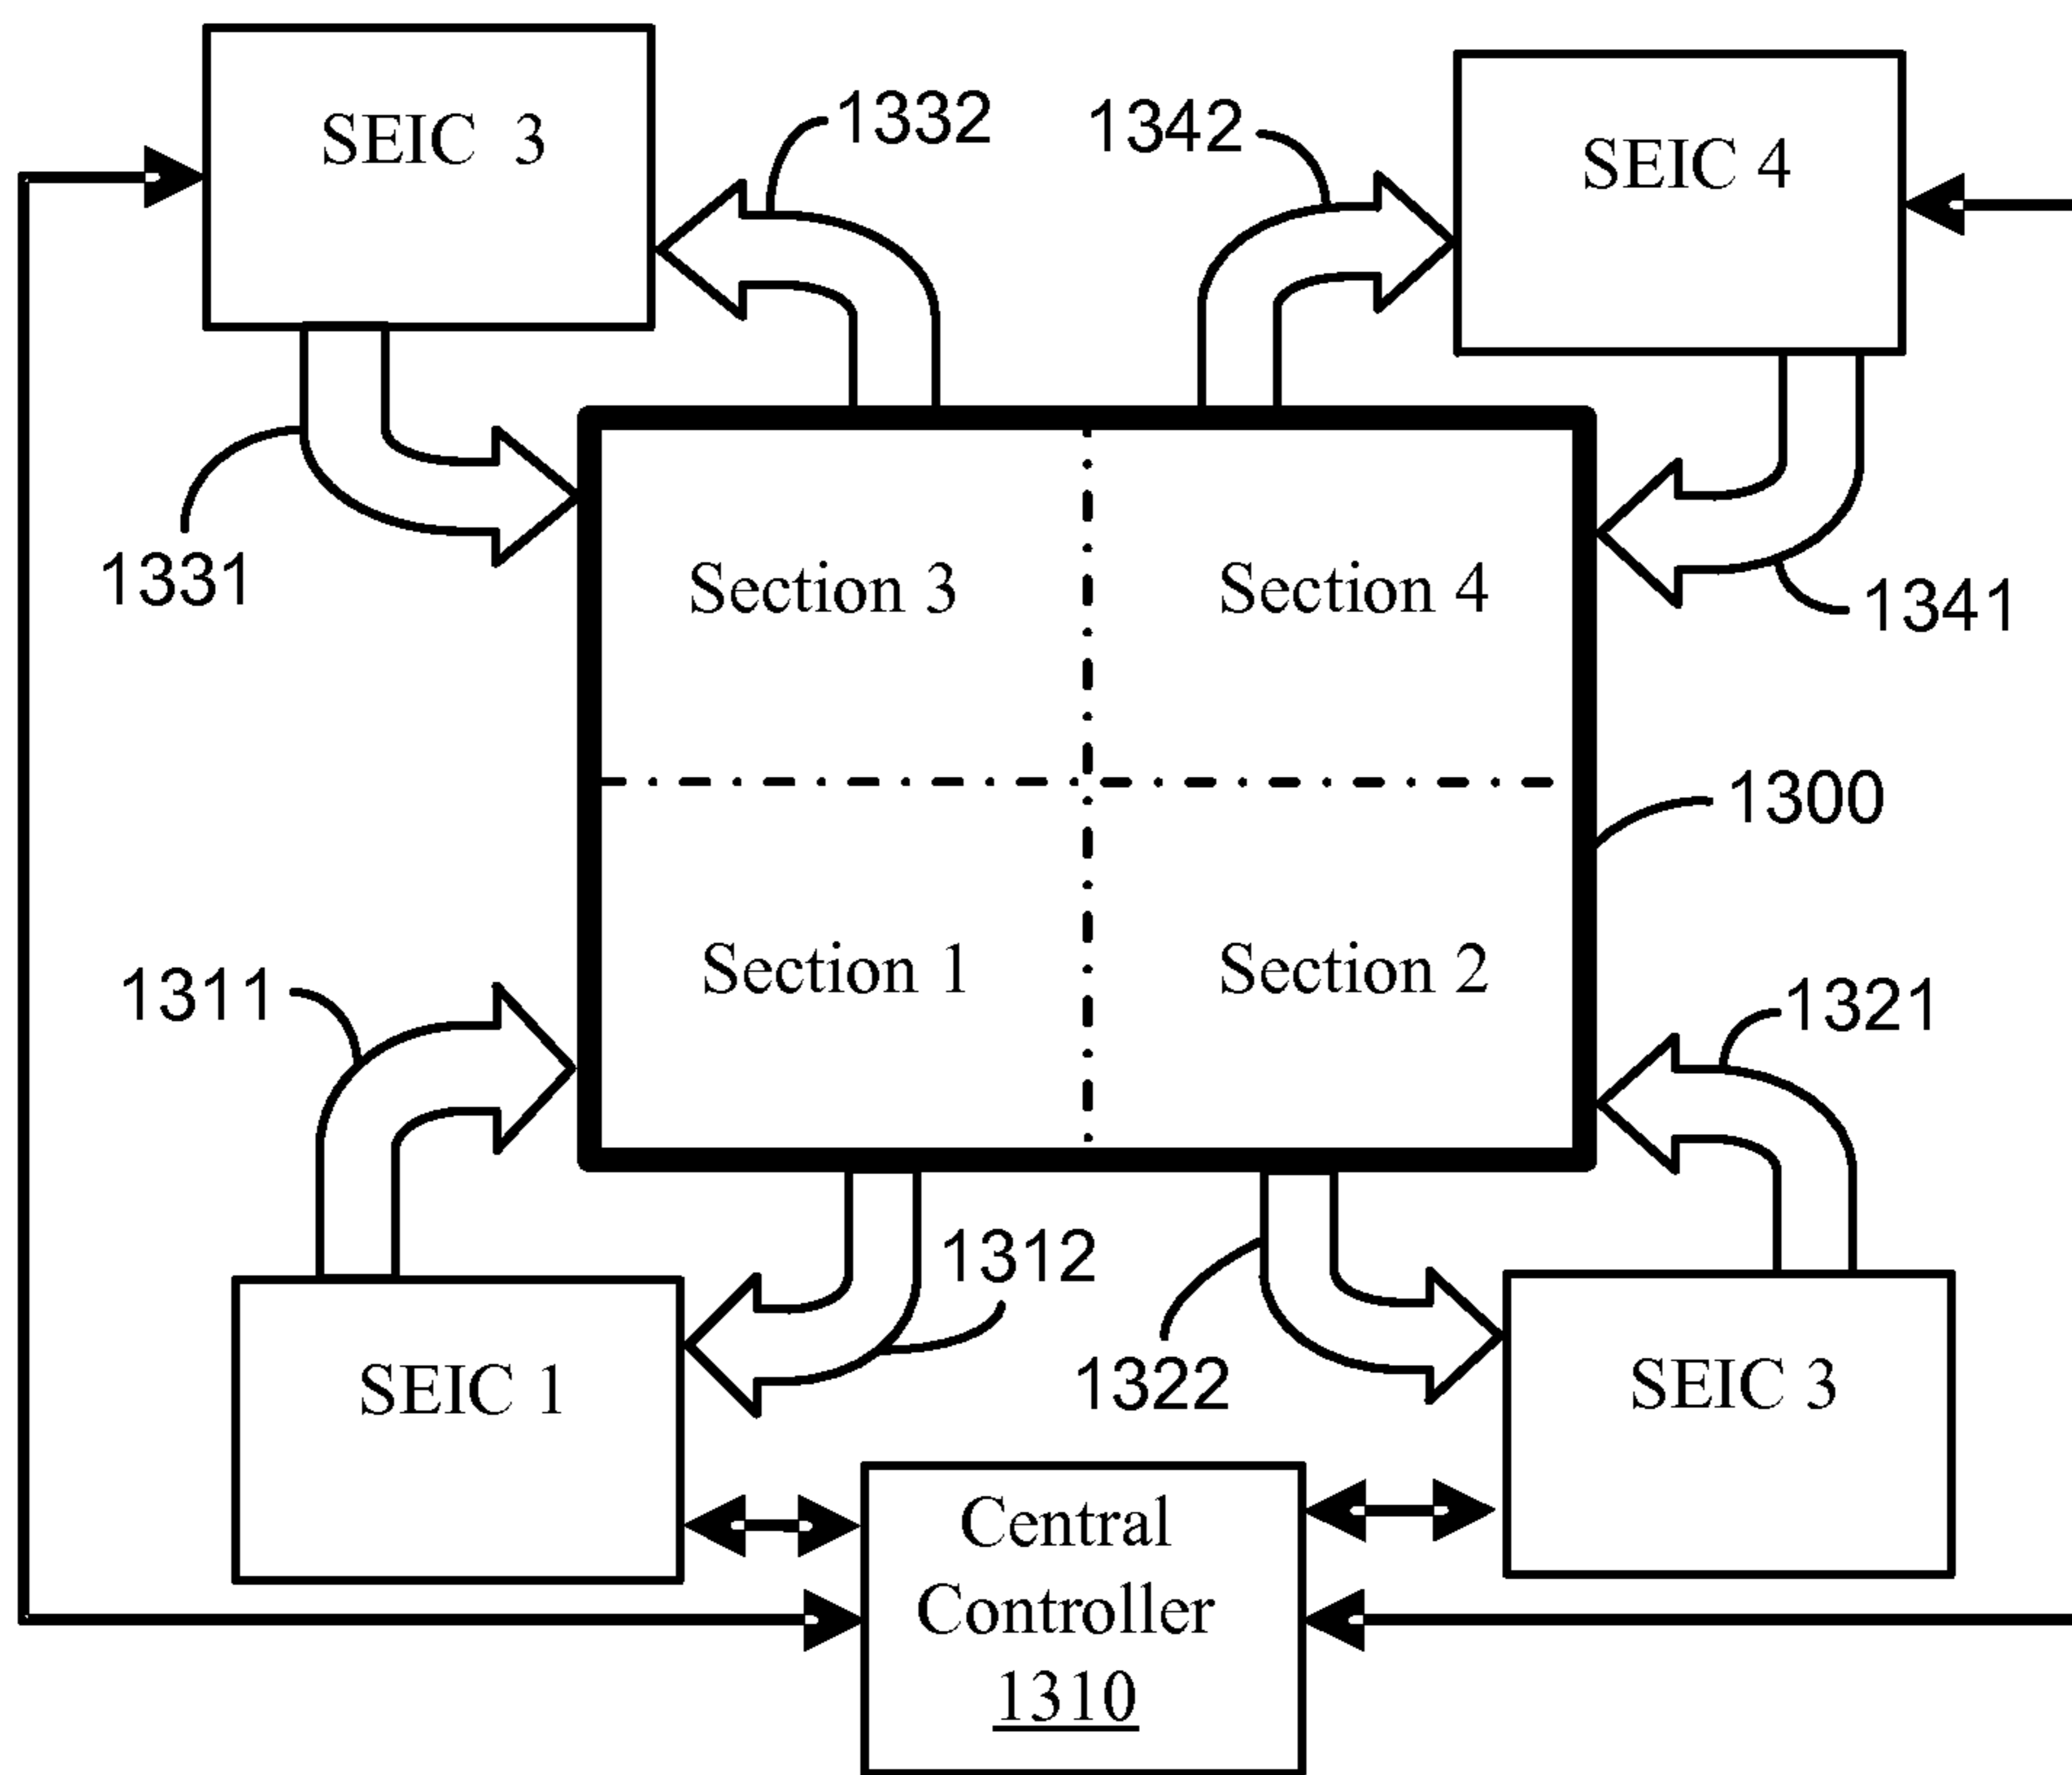 SEIC 3
1332
1342
SEIC 4
1331
Section 3
Section 4
1341
1300
Section 1
Section 2
1311
1321
1312
1322
SEIC 1
SEIC 3
Central
Controller
1310